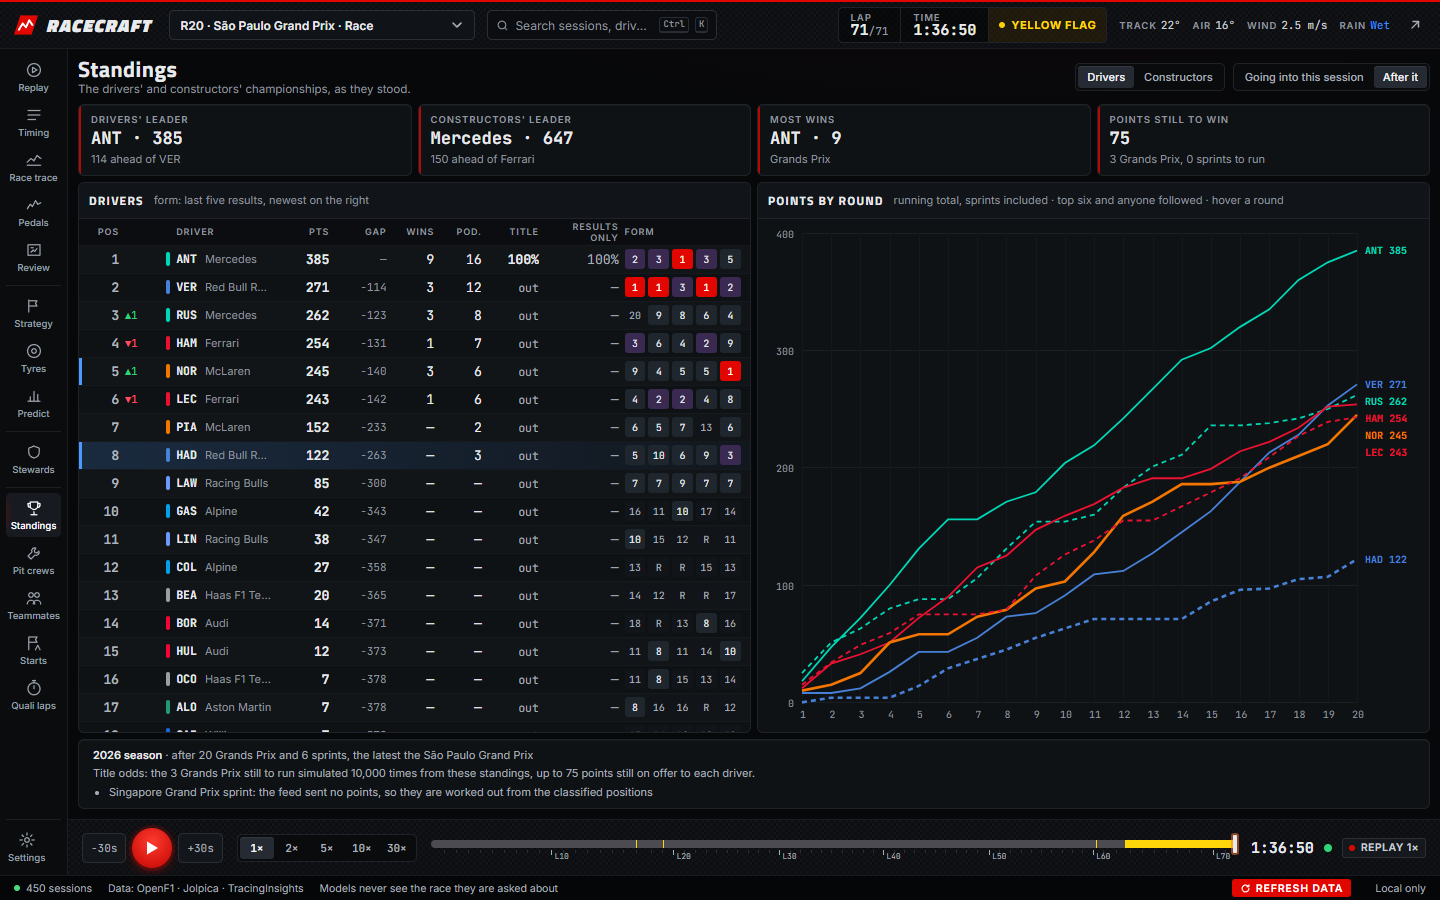 RACECRAFT
R20 · São Paulo Grand Prix · Race
Search sessions, driv... Ctrl K
LAP 71/71
TIME 1:36:50
YELLOW FLAG
TRACK 22° AIR 16° WIND 2.5 m/s RAIN Wet
Replay
Timing
Race trace
Pedals
Review
Strategy
Tyres
Predict
Stewards
Standings
Pit crews
Teammates
Starts
Quali laps
Settings
Standings
The drivers' and constructors' championships, as they stood.
Drivers Constructors
Going into this session After it
DRIVERS' LEADER
ANT · 385
114 ahead of VER
CONSTRUCTORS' LEADER
Mercedes · 647
150 ahead of Ferrari
MOST WINS
ANT · 9
Grands Prix
POINTS STILL TO WIN
75
3 Grands Prix, 0 sprints to run
DRIVERS form: last five results, newest on the right
POS DRIVER PTS GAP WINS POD. TITLE RESULTS ONLY FORM
1 ANT Mercedes 385 — 9 16 100% 100% 2 3 1 3 5
2 VER Red Bull R... 271 -114 3 12 out — 1 1 3 1 2
3 ▲1 RUS Mercedes 262 -123 3 8 out — 20 9 8 6 4
4 ▼1 HAM Ferrari 254 -131 1 7 out — 3 6 4 2 9
5 ▲1 NOR McLaren 245 -140 3 6 out — 9 4 5 5 1
6 ▼1 LEC Ferrari 243 -142 1 6 out — 4 2 2 4 8
7 PIA McLaren 152 -233 — 2 out — 6 5 7 13 6
8 HAD Red Bull R... 122 -263 — 3 out — 5 10 6 9 3
9 LAW Racing Bulls 85 -300 — — out — 7 7 9 7 7
10 GAS Alpine 42 -343 — — out — 16 11 10 17 14
11 LIN Racing Bulls 38 -347 — — out — 10 15 12 R 11
12 COL Alpine 27 -358 — — out — 13 R R 15 13
13 BEA Haas F1 Te... 20 -365 — — out — 14 12 R R 17
14 BOR Audi 14 -371 — — out — 18 R 13 8 16
15 HUL Audi 12 -373 — — out — 11 8 11 14 10
16 OCO Haas F1 Te... 7 -378 — — out — 11 8 15 13 14
17 ALO Aston Martin 7 -378 — — out — 8 16 16 R 12
POINTS BY ROUND running total, sprints included · top six and anyone followed · hover a round
400
300
200
100
0
1 2 3 4 5 6 7 8 9 10 11 12 13 14 15 16 17 18 19 20
ANT 385
VER 271
RUS 262
HAM 254
NOR 245
LEC 243
HAD 122
2026 season · after 20 Grands Prix and 6 sprints, the latest the São Paulo Grand Prix
Title odds: the 3 Grands Prix still to run simulated 10,000 times from these standings, up to 75 points still on offer to each driver.
• Singapore Grand Prix sprint: the feed sent no points, so they are worked out from the classified positions
-30s +30s 1× 2× 5× 10× 30×
L10 L20 L30 L40 L50 L60 L70
1:36:50 REPLAY 1×
450 sessions Data: OpenF1 · Jolpica · TracingInsights Models never see the race they are asked about
REFRESH DATA Local only